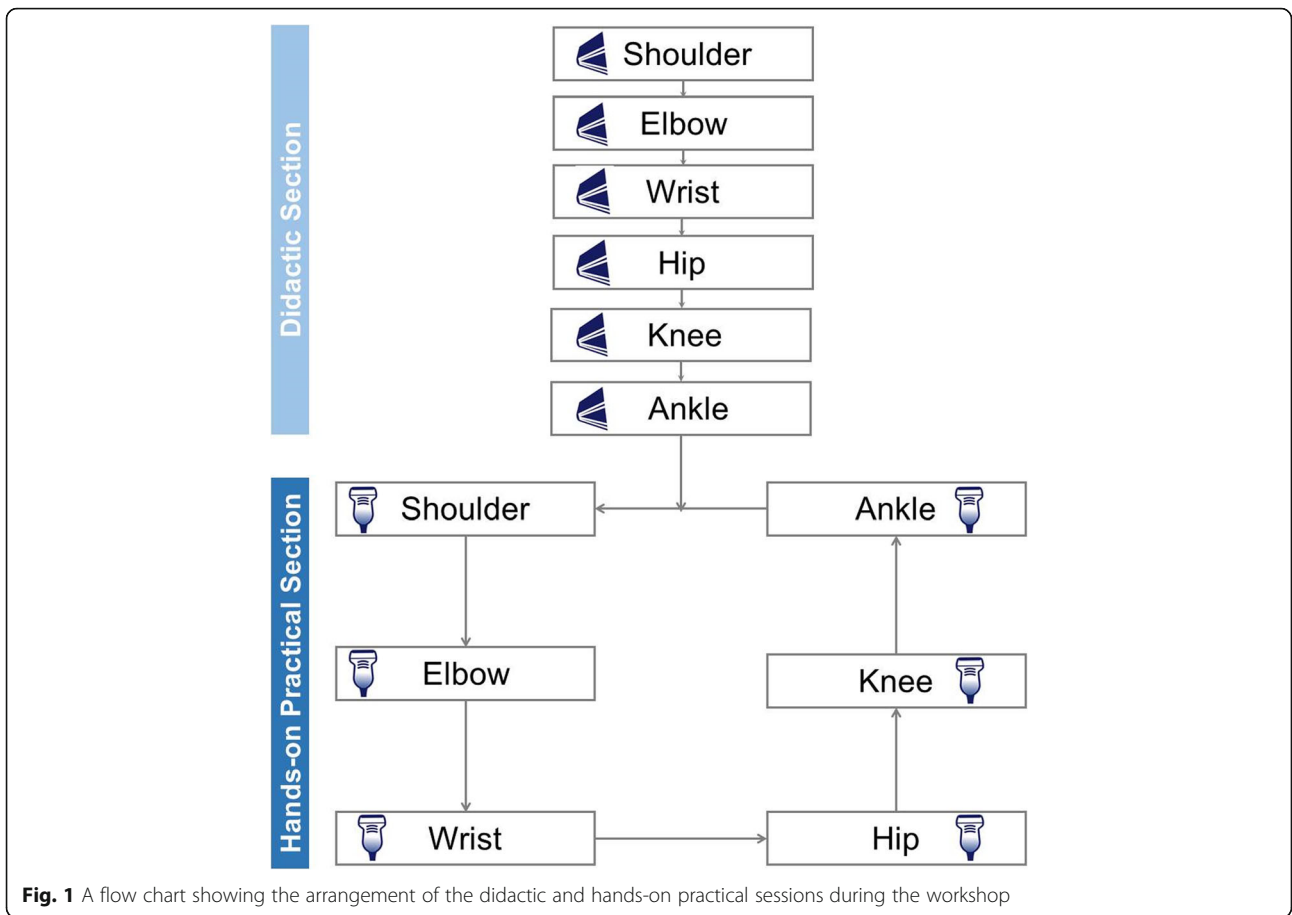 Didactic Section
Shoulder
Elbow
Wrist
Hip
Knee
Ankle
Hands-on Practical Section
Shoulder
Ankle
Elbow
Knee
Wrist
Hip
Fig. 1 A flow chart showing the arrangement of the didactic and hands-on practical sessions during the workshop